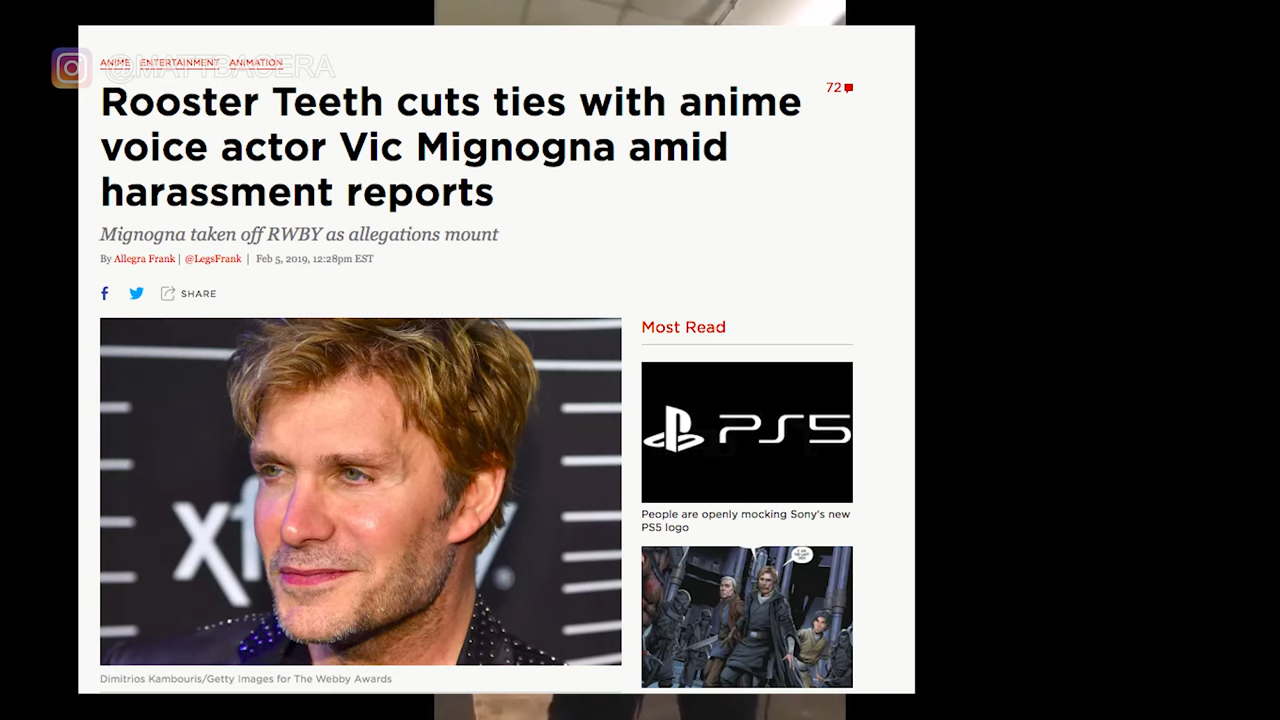 @MATTBACERA
ANIME ENTERTAINMENT ANIMATION
Rooster Teeth cuts ties with anime
voice actor Vic Mignogna amid
harassment reports
72
Mignogna taken off RWBY as allegations mount
By Allegra Frank | @LegsFrank | Feb 5, 2019, 12:28pm EST
SHARE
Most Read
xf y
PS5
People are openly mocking Sony's new
PS5 logo
Dimitrios Kambouris/Getty Images for The Webby Awards